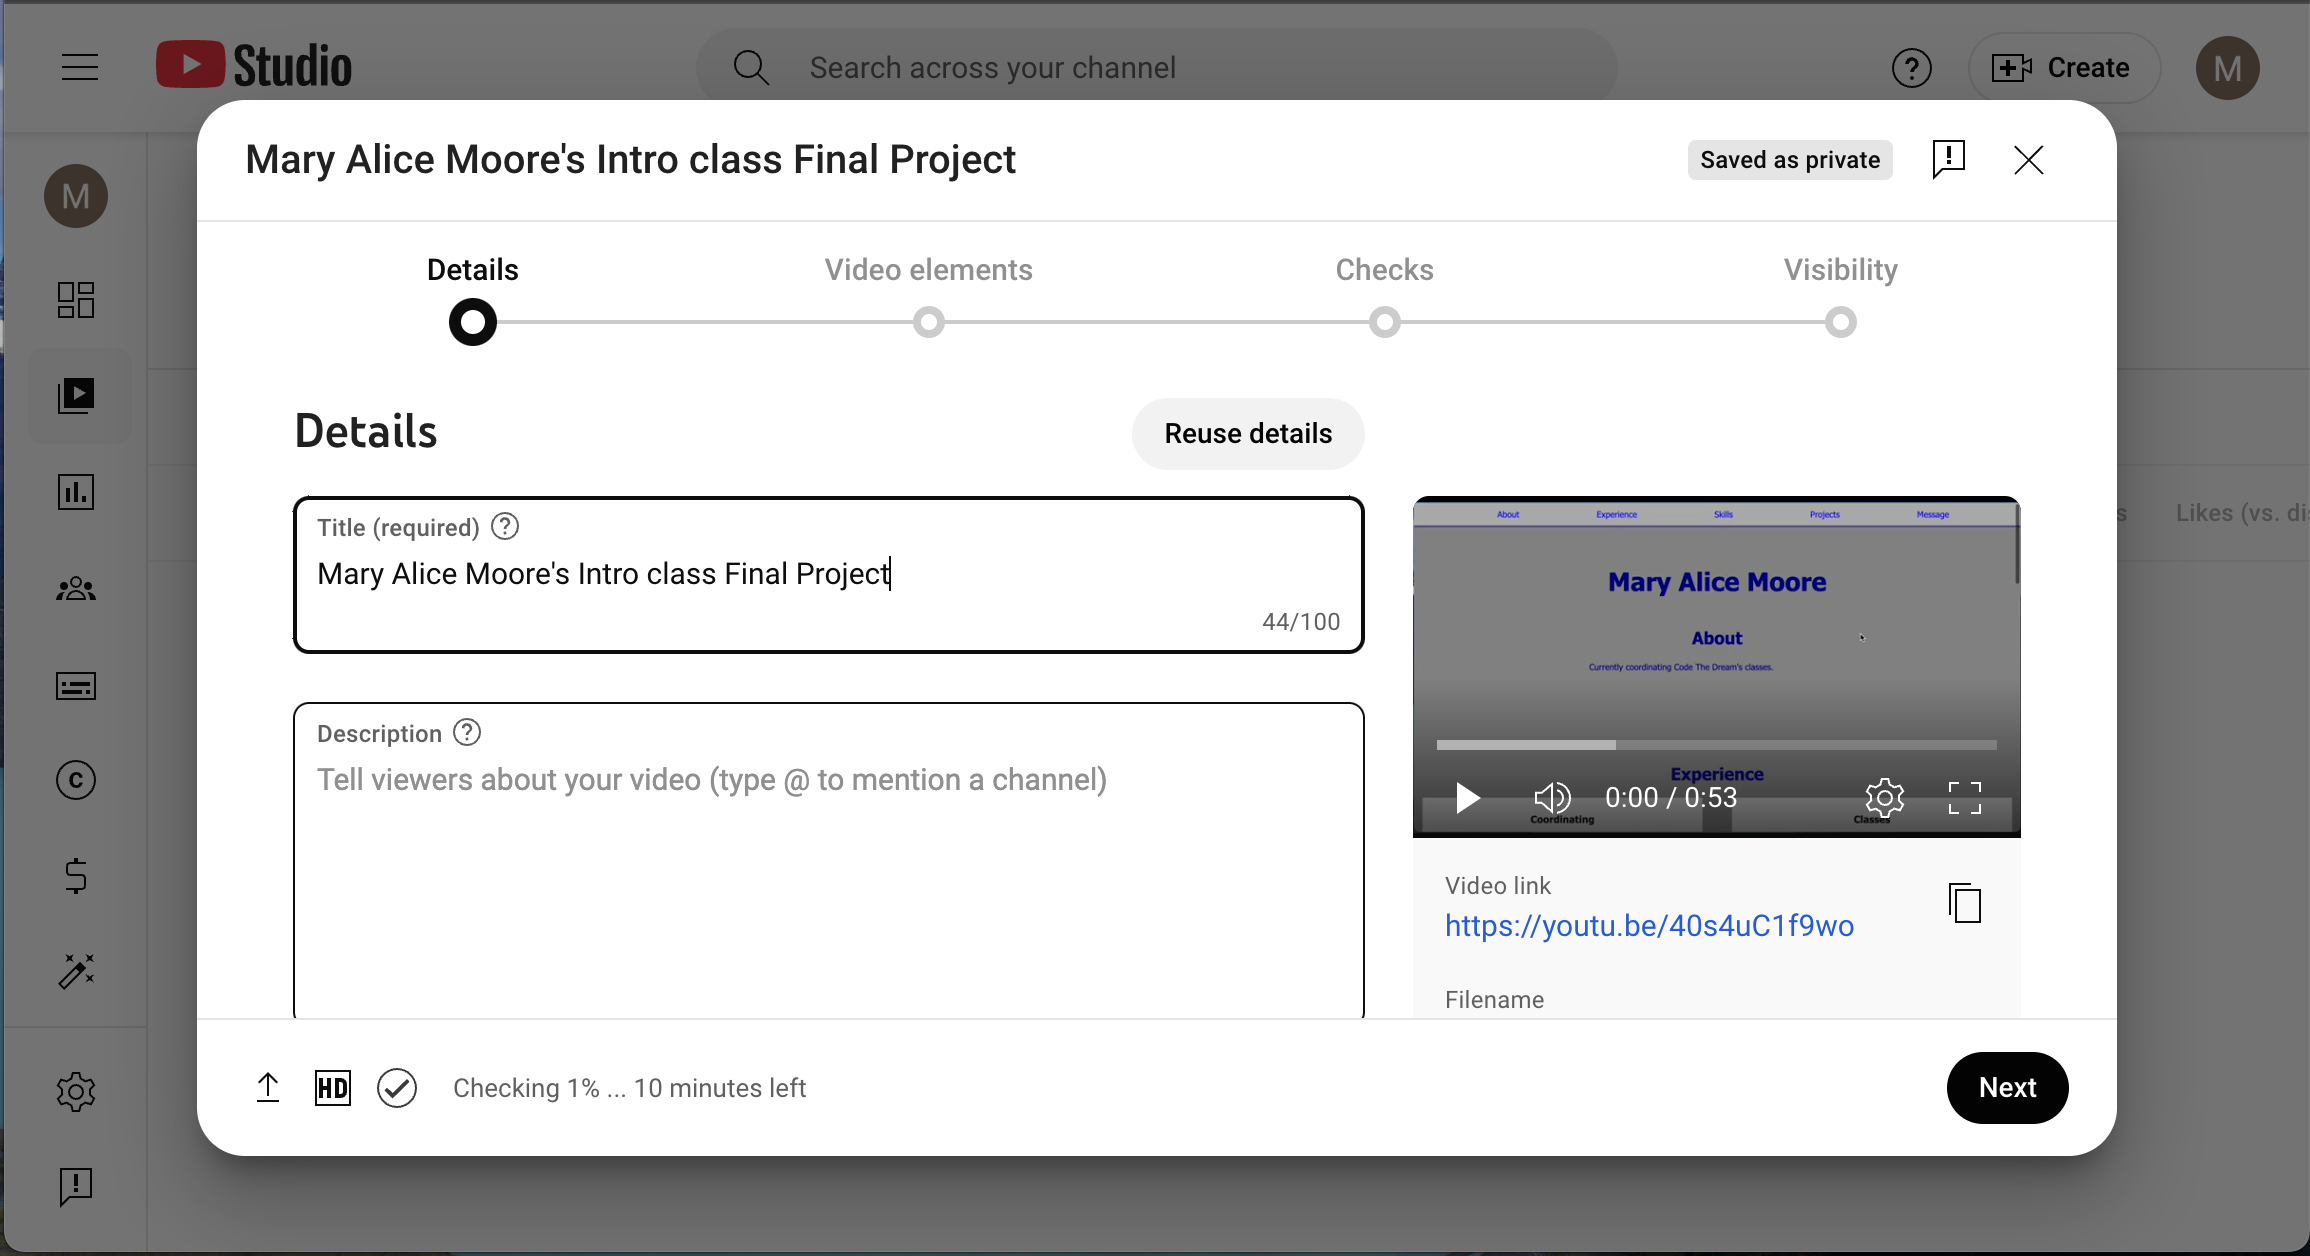 Studio
Search across your channel
?
Create
M
Mary Alice Moore's Intro class Final Project
Saved as private
M
Details
Video elements
Checks
Visibility
Details
Reuse details
Title (required) ?
Mary Alice Moore's Intro class Final Project
44/100
Description ?
Tell viewers about your video (type @ to mention a channel)
About
Experience
Skills
Projects
Message
Mary Alice Moore
About
Currently coordinating Code The Dream's classes.
Experience
0:00 / 0:53
Coordinating
Classes
Video link
https://youtu.be/40s4uC1f9wo
Filename
s
Likes (vs. di
C
HD
Checking 1% ... 10 minutes left
Next